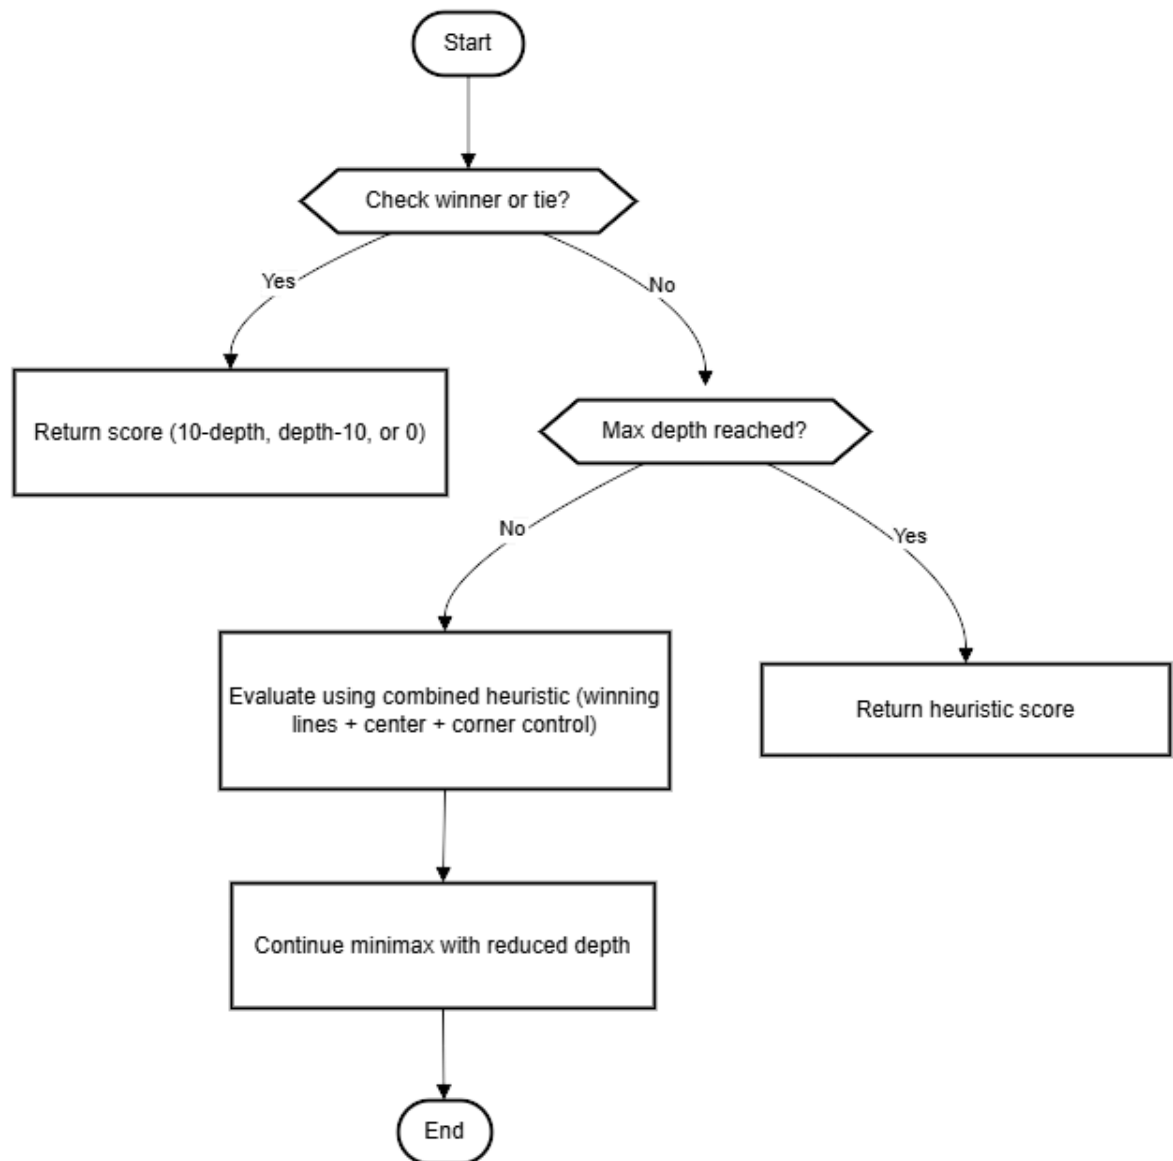 Start
Check winner or tie?
Yes
No
Return score (10-depth, depth-10, or 0)
Max depth reached?
No
Yes
Evaluate using combined heuristic (winning
lines + center + corner control)
Return heuristic score
Continue minimax with reduced depth
End